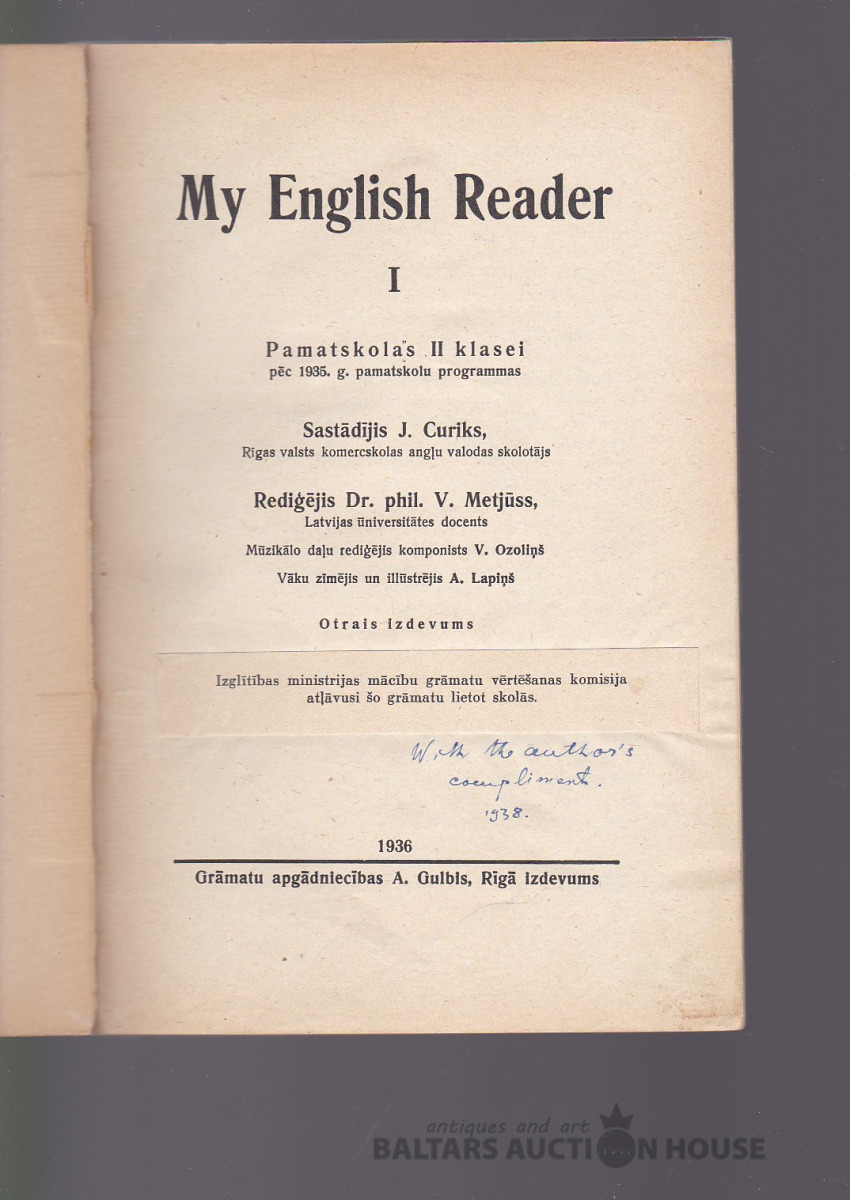 My English Reader
I
Pamatskolas II klasei
pēc 1935. g. pamatskolu programmas
Sastādījis J. Curiks,
Rīgas valsts komercskolas angļu valodas skolotājs
Rediģējis Dr. phil. V. Metjūss,
Latvijas ūniversitātes docents
Mūzikālo daļu rediģējis komponists V. Ozoliņš
Vāku zīmējis un illūstrējis A. Lapiņš
Otrais izdevums
Izglītības ministrijas mācību grāmatu vērtēšanas komisija
atļāvusi šo grāmatu lietot skolās.
With the author's
compliments.
1938.
1936
Grāmatu apgādniecības A. Gulbis, Rīgā izdevums
antiques and art
BALTARS AUCTION HOUSE